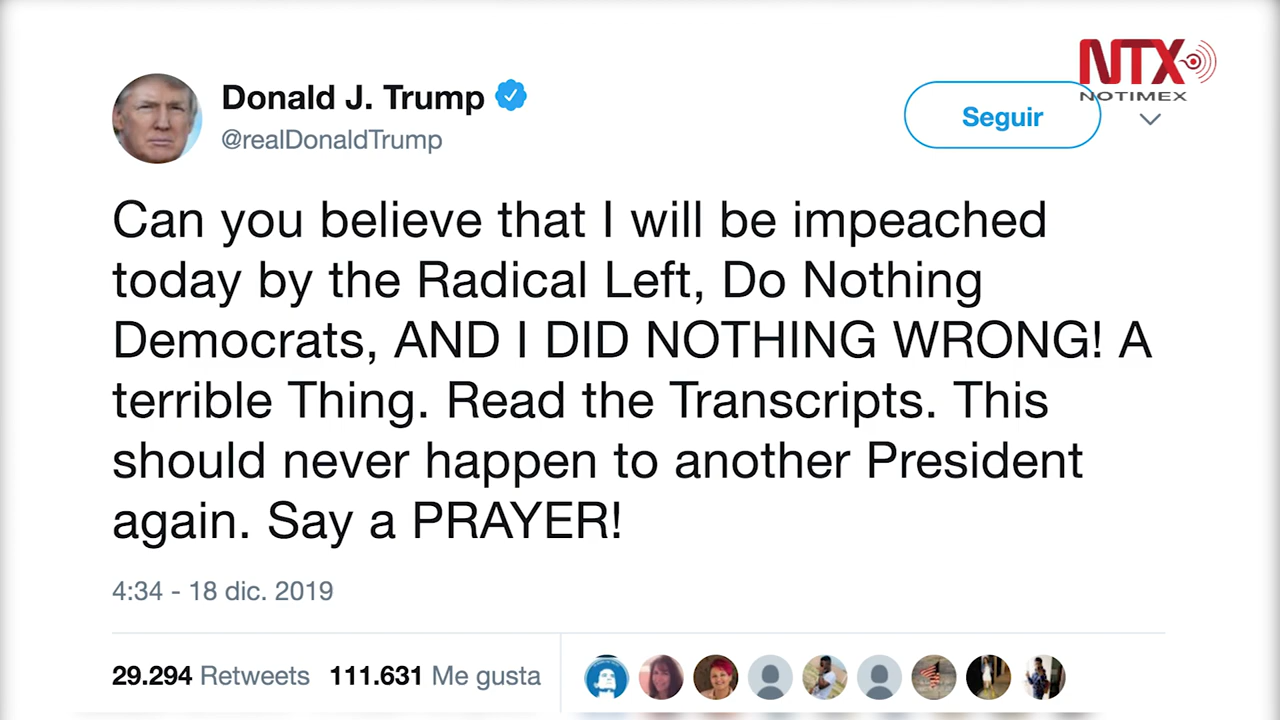 NTX
NOTIMEX
Donald J. Trump
@realDonaldTrump
Seguir
Can you believe that I will be impeached
today by the Radical Left, Do Nothing
Democrats, AND I DID NOTHING WRONG! A
terrible Thing. Read the Transcripts. This
should never happen to another President
again. Say a PRAYER!
4:34 - 18 dic. 2019
29.294 Retweets 111.631 Me gusta